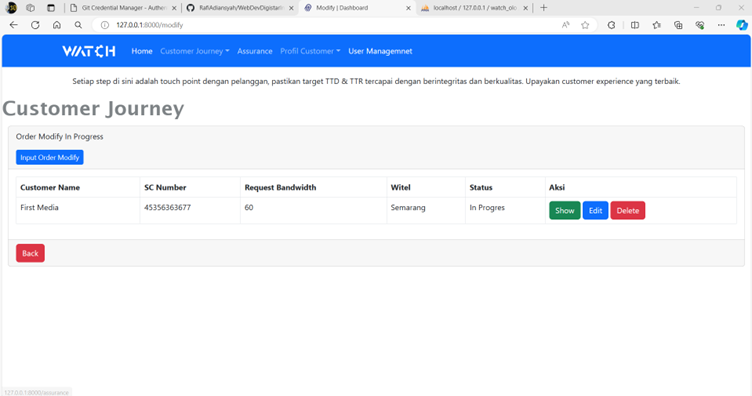 Git Credential Manager - Authen
RafiAdiansyah/WebDevDigistar
Modify | Dashboard
localhost / 127.0.0.1 / watch_olo
127.0.0.1:8000/modify
WATCH Home Customer Journey Assurance Profil Customer User Managemnet
Setiap step di sini adalah touch point dengan pelanggan, pastikan target TTD & TTR tercapai dengan berintegritas dan berkualitas. Upayakan customer experience yang terbaik.
Customer Journey
Order Modify In Progress
Input Order Modify
Customer Name SC Number Request Bandwidth Witel Status Aksi
First Media 45356363677 60 Semarang In Progres Show Edit Delete
Back
127.0.0.1:8000/assurance